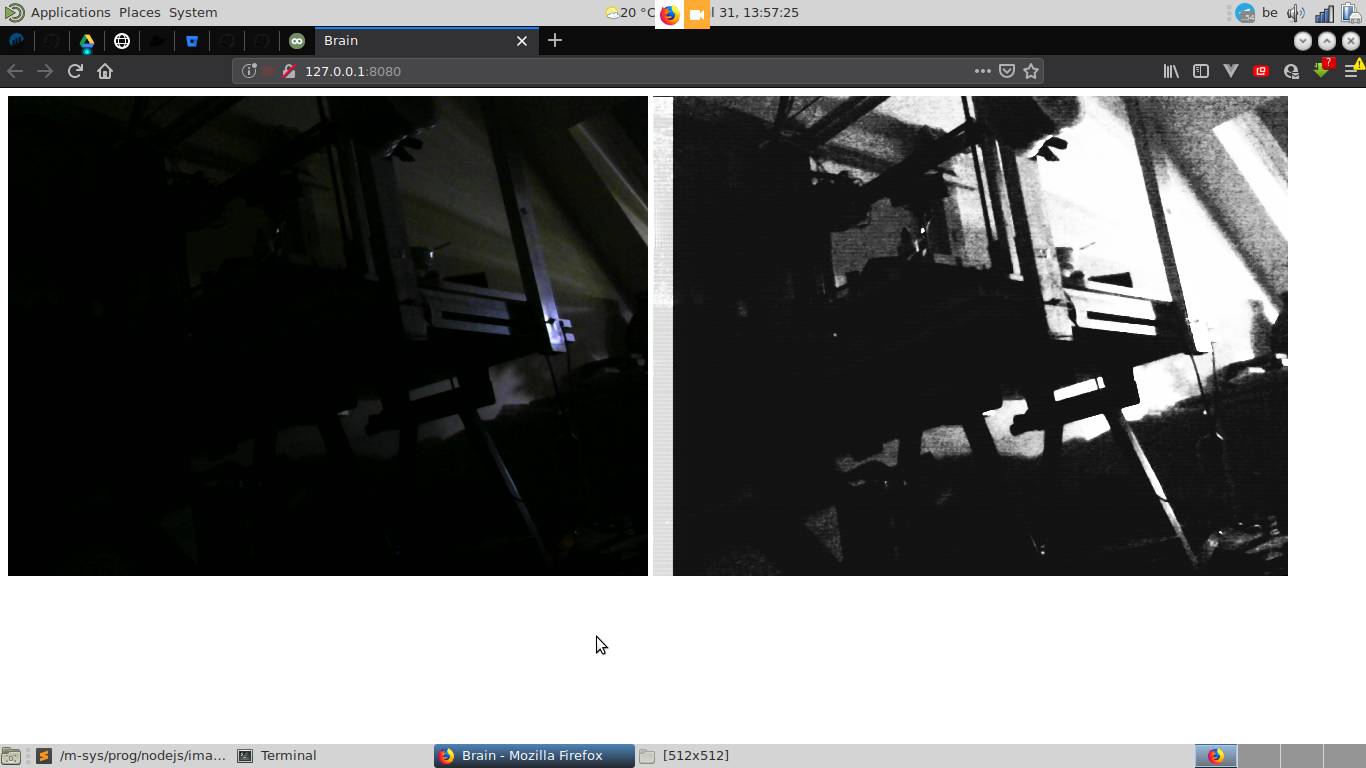 Applications Places System
20 °C
l 31, 13:57:25
be
Brain
127.0.0.1:8080
?
/m-sys/prog/nodejs/ima...
Terminal
Brain - Mozilla Firefox
[512x512]